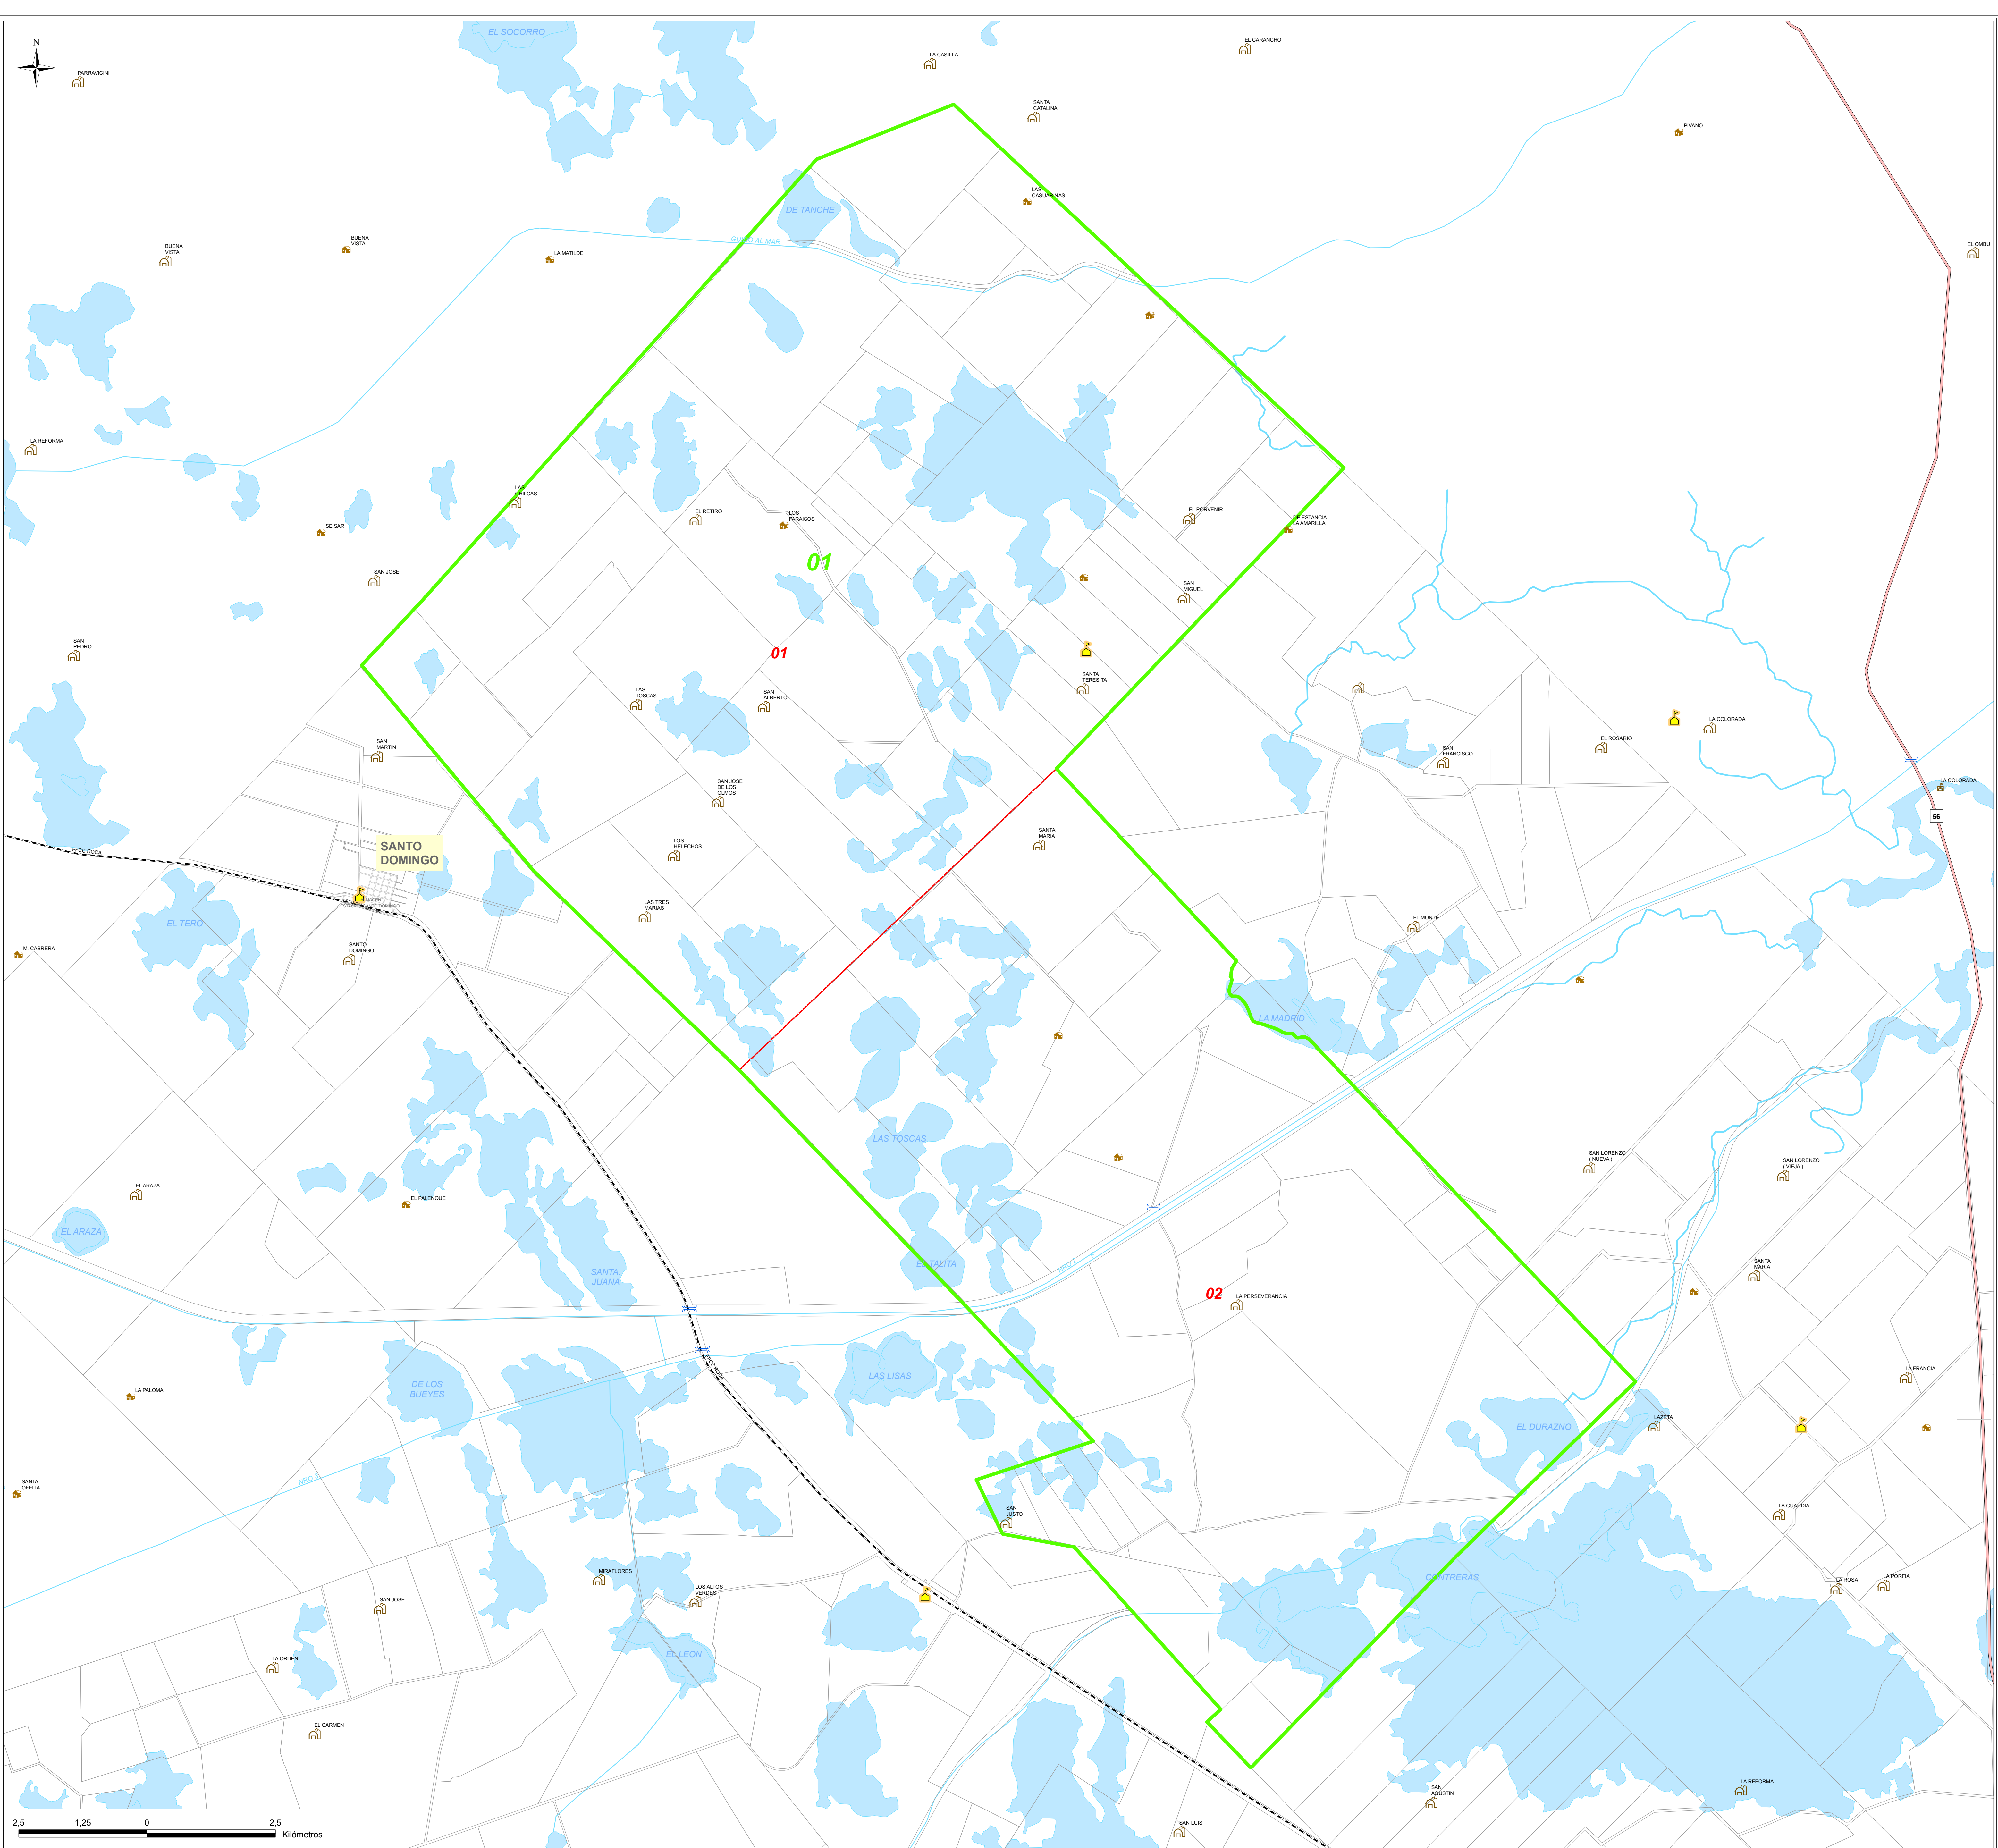 EL SOCORRO
N
PARRAVICINI
LA CASILLA
EL CARANCHO
SANTA
CATALINA
PIVANO
LAS
CASUARINAS
DE TANCHE
BUENA
VISTA
BUENA
VISTA
LA MATILDE
AL MAR
EL OMBU
LA REFORMA
LAS
CHILCAS
EL RETIRO
LOS
PARAISOS
EL PORVENIR
DE ESTANCIA
LA AMARILLA
SEISAR
01
SAN JOSE
SAN
MIGUEL
SAN
PEDRO
01
SANTA
TERESITA
LAS
TOSCAS
SAN
ALBERTO
LA COLORADA
SAN
MARTIN
SAN
FRANCISCO
EL ROSARIO
SAN JOSE
DE LOS
OLMOS
LA COLORADA
56
SANTA
MARIA
LOS
HELECHOS
SANTO
DOMINGO
FFCC ROCA
LAS TRES
MARIAS
EL TERO
EL MONTE
M. CABRERA
SANTO
DOMINGO
LA MADRID
LAS TOSCAS
SAN LORENZO
( NUEVA )
SAN LORENZO
( VIEJA )
EL ARAZA
EL PALENQUE
EL ARAZA
EL TALITA
SANTA
JUANA
SANTA
MARIA
02
LA PERSEVERANCIA
FFCC ROCA
LAS LISAS
LA FRANCIA
DE LOS
BUEYES
LA PALOMA
LAZETA
EL DURAZNO
SANTA
OFELIA
SAN
JUSTO
LA GUARDIA
MIRAFLORES
LOS ALTOS
VERDES
CONTRERAS
LA ROSA
LA PORFIA
SAN JOSE
EL LEON
LA ORDEN
EL CARMEN
SAN
AGUSTIN
LA REFORMA
SAN LUIS
2,5
1,25
0
2,5
Kilómetros